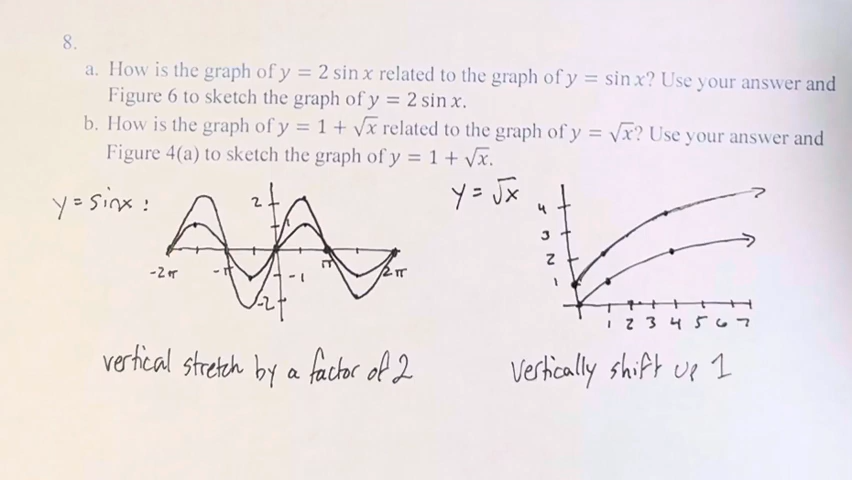 8.
a. How is the graph of y = 2 sin x related to the graph of y = sin x? Use your answer and
Figure 6 to sketch the graph of y = 2 sin x.
b. How is the graph of y = 1 + √x related to the graph of y = √x? Use your answer and
Figure 4(a) to sketch the graph of y = 1 + √x.
y = sinx :
2
1
-2π -π π 2π
-1
-2
y = √x
4
3
2
1
1 2 3 4 5 6 7
vertical stretch by a factor of 2
vertically shift up 1